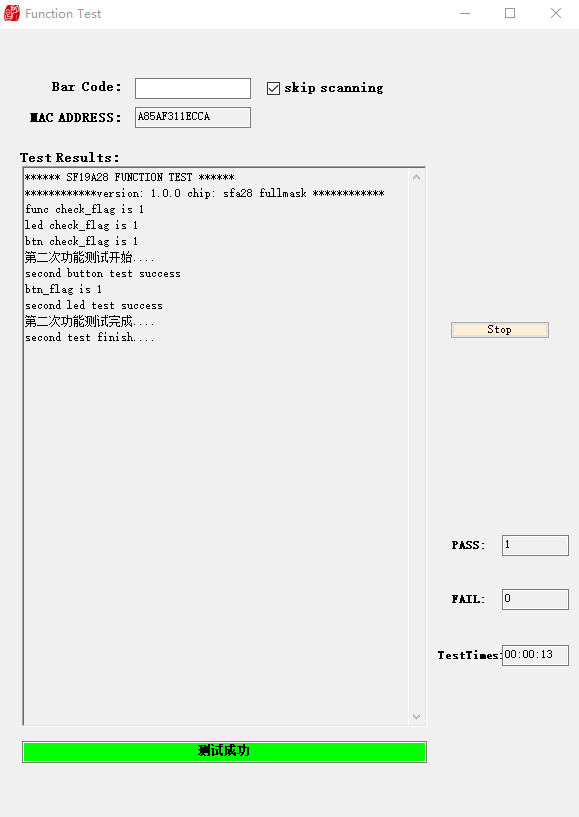 Function Test
Bar Code:
skip scanning
MAC ADDRESS:
A85AF311ECCA
Test Results:
****** SF19A28 FUNCTION TEST ******
************version: 1.0.0 chip: sfa28 fullmask ************
func check_flag is 1
led check_flag is 1
btn check_flag is 1
第二次功能测试开始....
second button test success
btn_flag is 1
second led test success
第二次功能测试完成....
second test finish....
Stop
PASS: 1
FAIL: 0
TestTimes: 00:00:13
测试成功